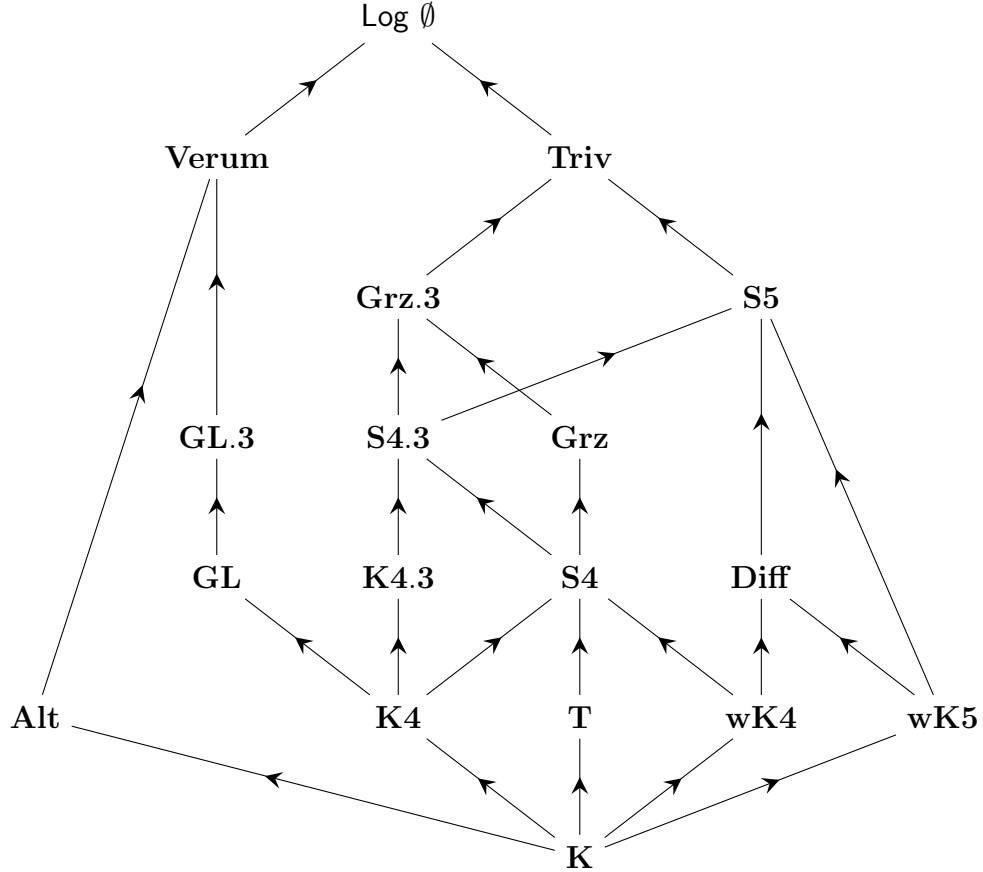 Log ∅
Verum Triv
Grz.3 S5
GL.3 S4.3 Grz
GL K4.3 S4 Diff
Alt K4 T wK4 wK5
K